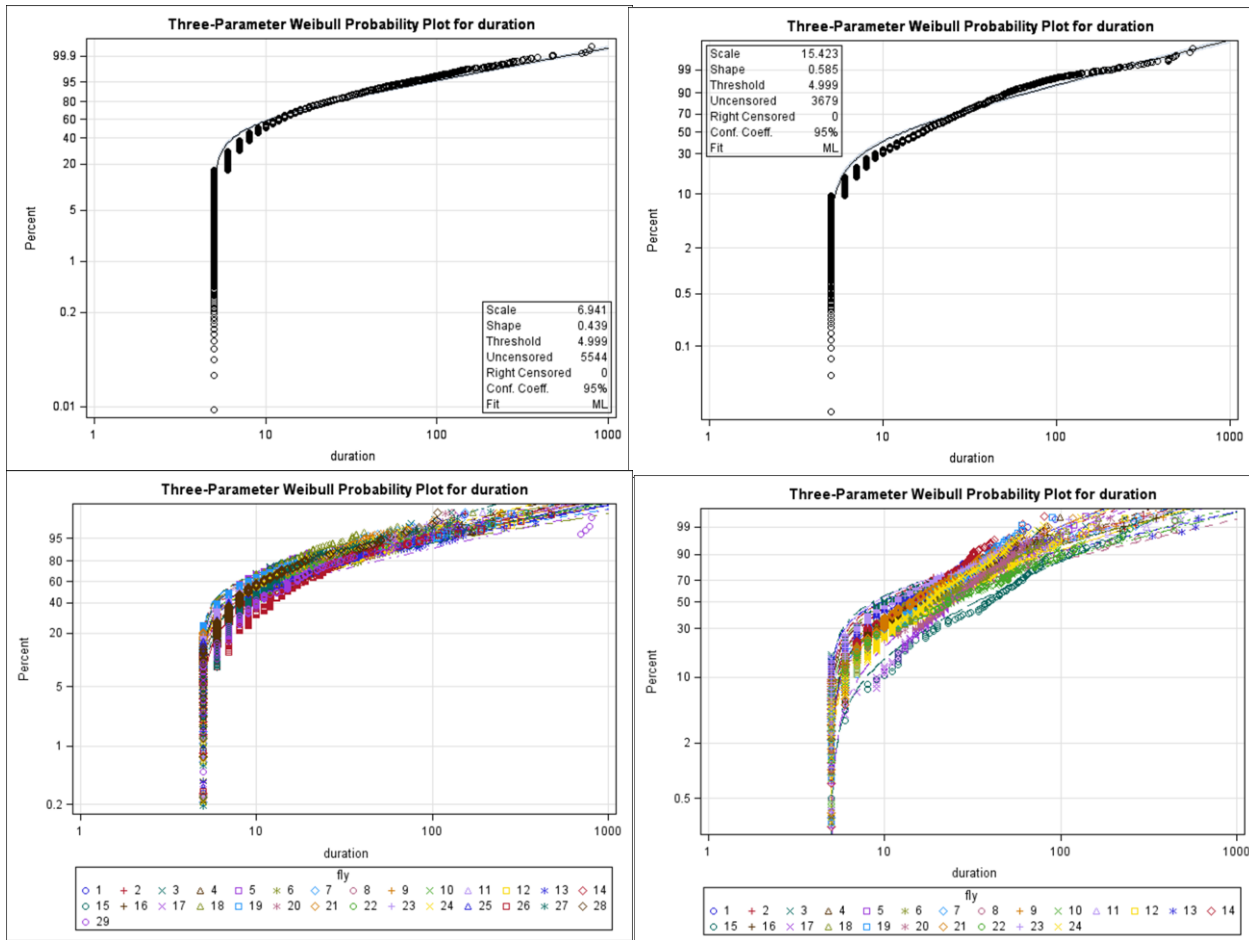 Three-Parameter Weibull Probability Plot for duration
99.9
95
80
60
40
20
5
1
0.2
0.01
Percent
Scale 6.941
Shape 0.439
Threshold 4.999
Uncensored 5544
Right Censored 0
Conf. Coeff. 95%
Fit ML
1 10 100 1000
duration
Three-Parameter Weibull Probability Plot for duration
Scale 15.423
Shape 0.585
Threshold 4.999
Uncensored 3679
Right Censored 0
Conf. Coeff. 95%
Fit ML
99
90
70
50
30
10
2
0.5
0.1
Percent
1 10 100 1000
duration
Three-Parameter Weibull Probability Plot for duration
95
80
60
40
20
5
1
0.2
Percent
1 10 100 1000
duration
fly
1 2 3 4 5 6 7 8 9 10 11 12 13 14
15 16 17 18 19 20 21 22 23 24 25 26 27 28
29
Three-Parameter Weibull Probability Plot for duration
99
90
70
50
30
10
2
0.5
Percent
1 10 100 1000
duration
fly
1 2 3 4 5 6 7 8 9 10 11 12 13 14
15 16 17 18 19 20 21 22 23 24